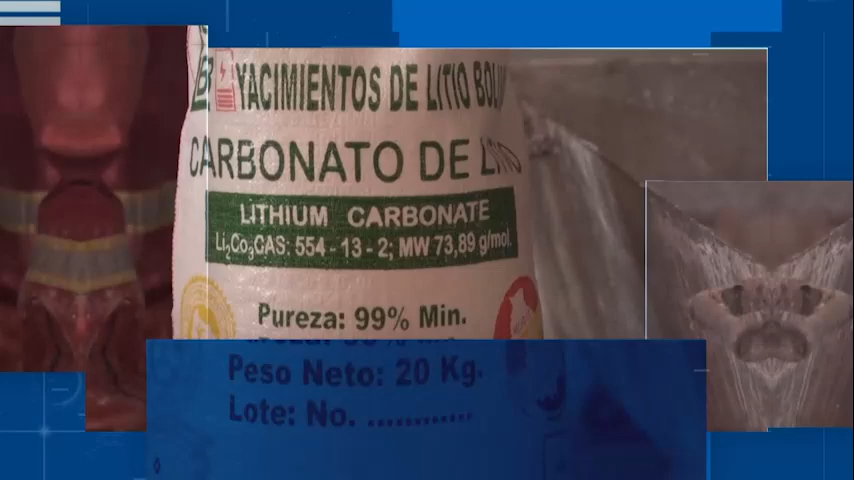 YACIMIENTOS DE LITIO BOLI
CARBONATO DE LITIO
LITHIUM CARBONATE
Li₂Co₃CAS: 554 - 13 - 2; MW 73,89 g/mol.
Pureza: 99% Min.
Peso Neto: 20 Kg.
Lote: No. ............